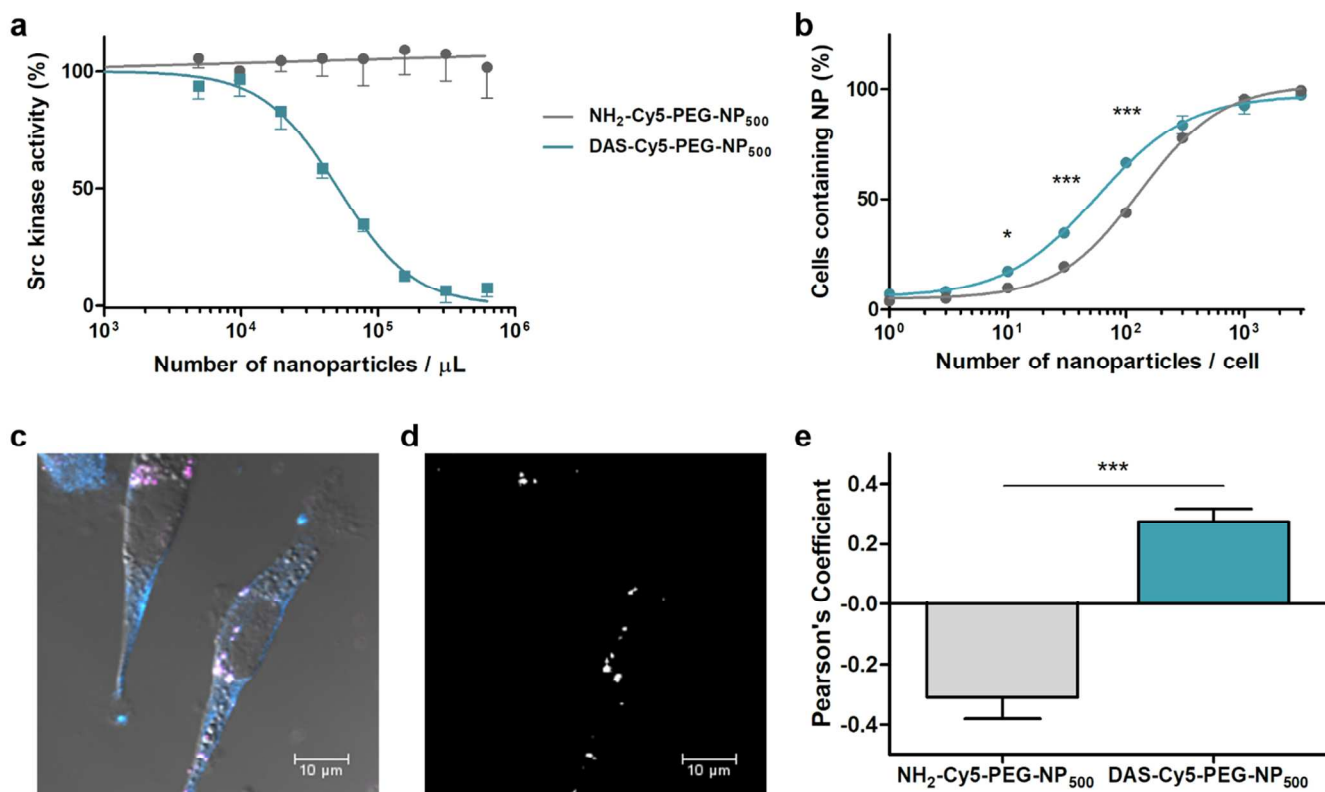 a
Src kinase activity (%)
100
50
0
10³
10⁴
10⁵
10⁶
Number of nanoparticles / μL
NH₂-Cy5-PEG-NP₅₀₀
DAS-Cy5-PEG-NP₅₀₀
b
Cells containing NP (%)
100
50
0
10⁰
10¹
10²
10³
Number of nanoparticles / cell
*
***
***
c
10 μm
d
10 μm
e
Pearson's Coefficient
0.4
0.2
-0.0
-0.2
-0.4
***
NH₂-Cy5-PEG-NP₅₀₀
DAS-Cy5-PEG-NP₅₀₀